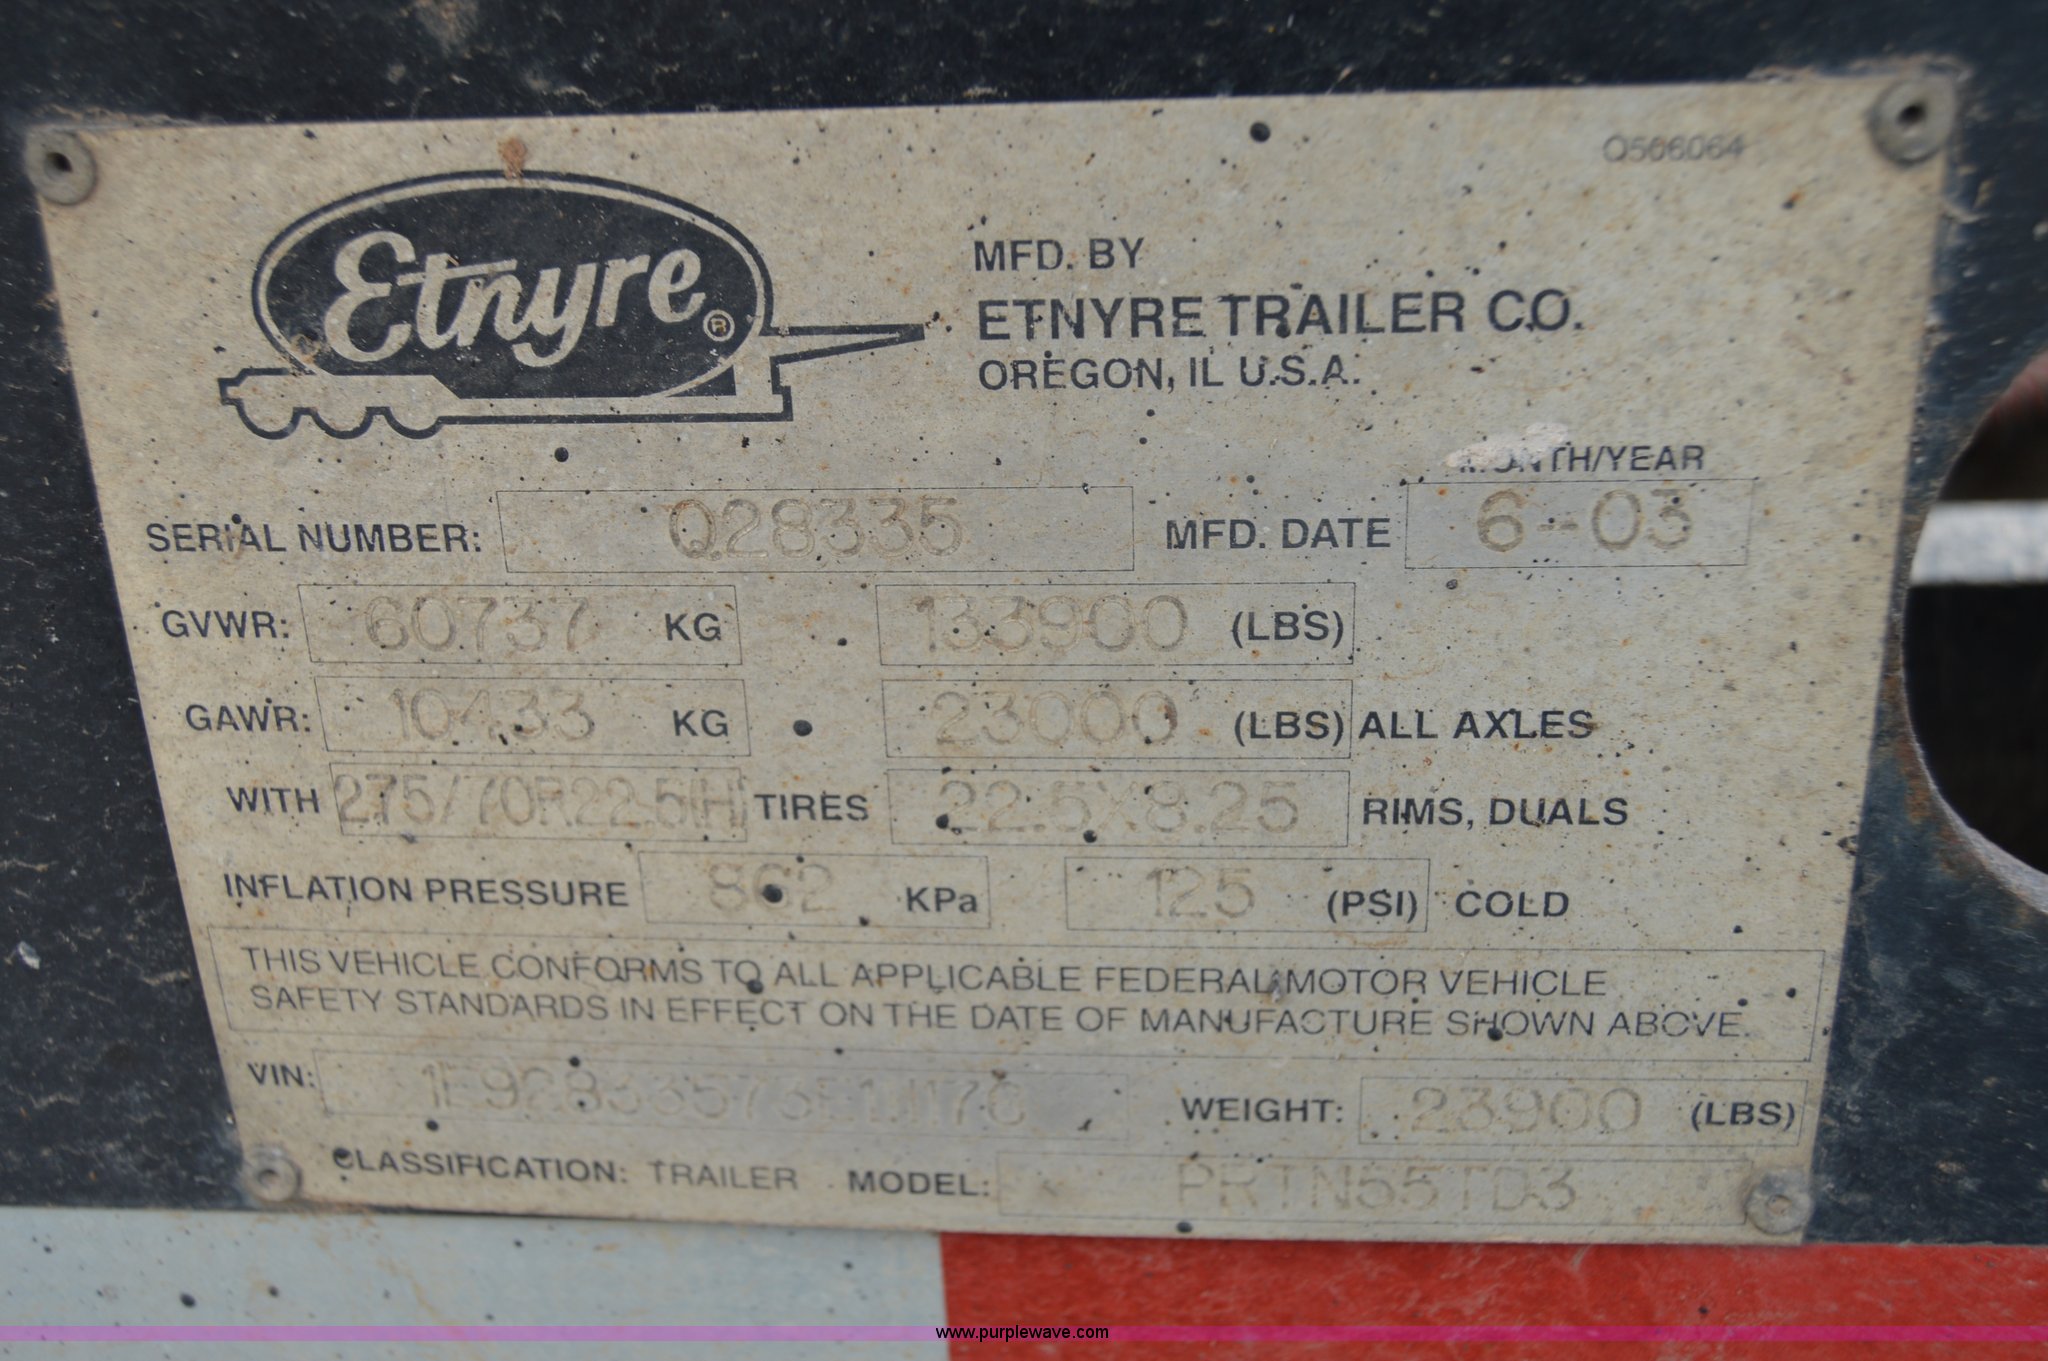 Q506064
Etnyre®
MFD. BY
ETNYRE TRAILER CO.
OREGON, IL U.S.A.
MONTH/YEAR
SERIAL NUMBER: Q28335 MFD. DATE 6-03
GVWR: 60737 KG 133900 (LBS)
GAWR: 10433 KG 23000 (LBS) ALL AXLES
WITH 275/70R22.5(H) TIRES 22.5X8.25 RIMS, DUALS
INFLATION PRESSURE 862 KPa 125 (PSI) COLD
THIS VEHICLE CONFORMS TO ALL APPLICABLE FEDERAL MOTOR VEHICLE
SAFETY STANDARDS IN EFFECT ON THE DATE OF MANUFACTURE SHOWN ABOVE.
VIN: WEIGHT: 23900 (LBS)
CLASSIFICATION: TRAILER MODEL: PRTN55TD3
www.purplewave.com